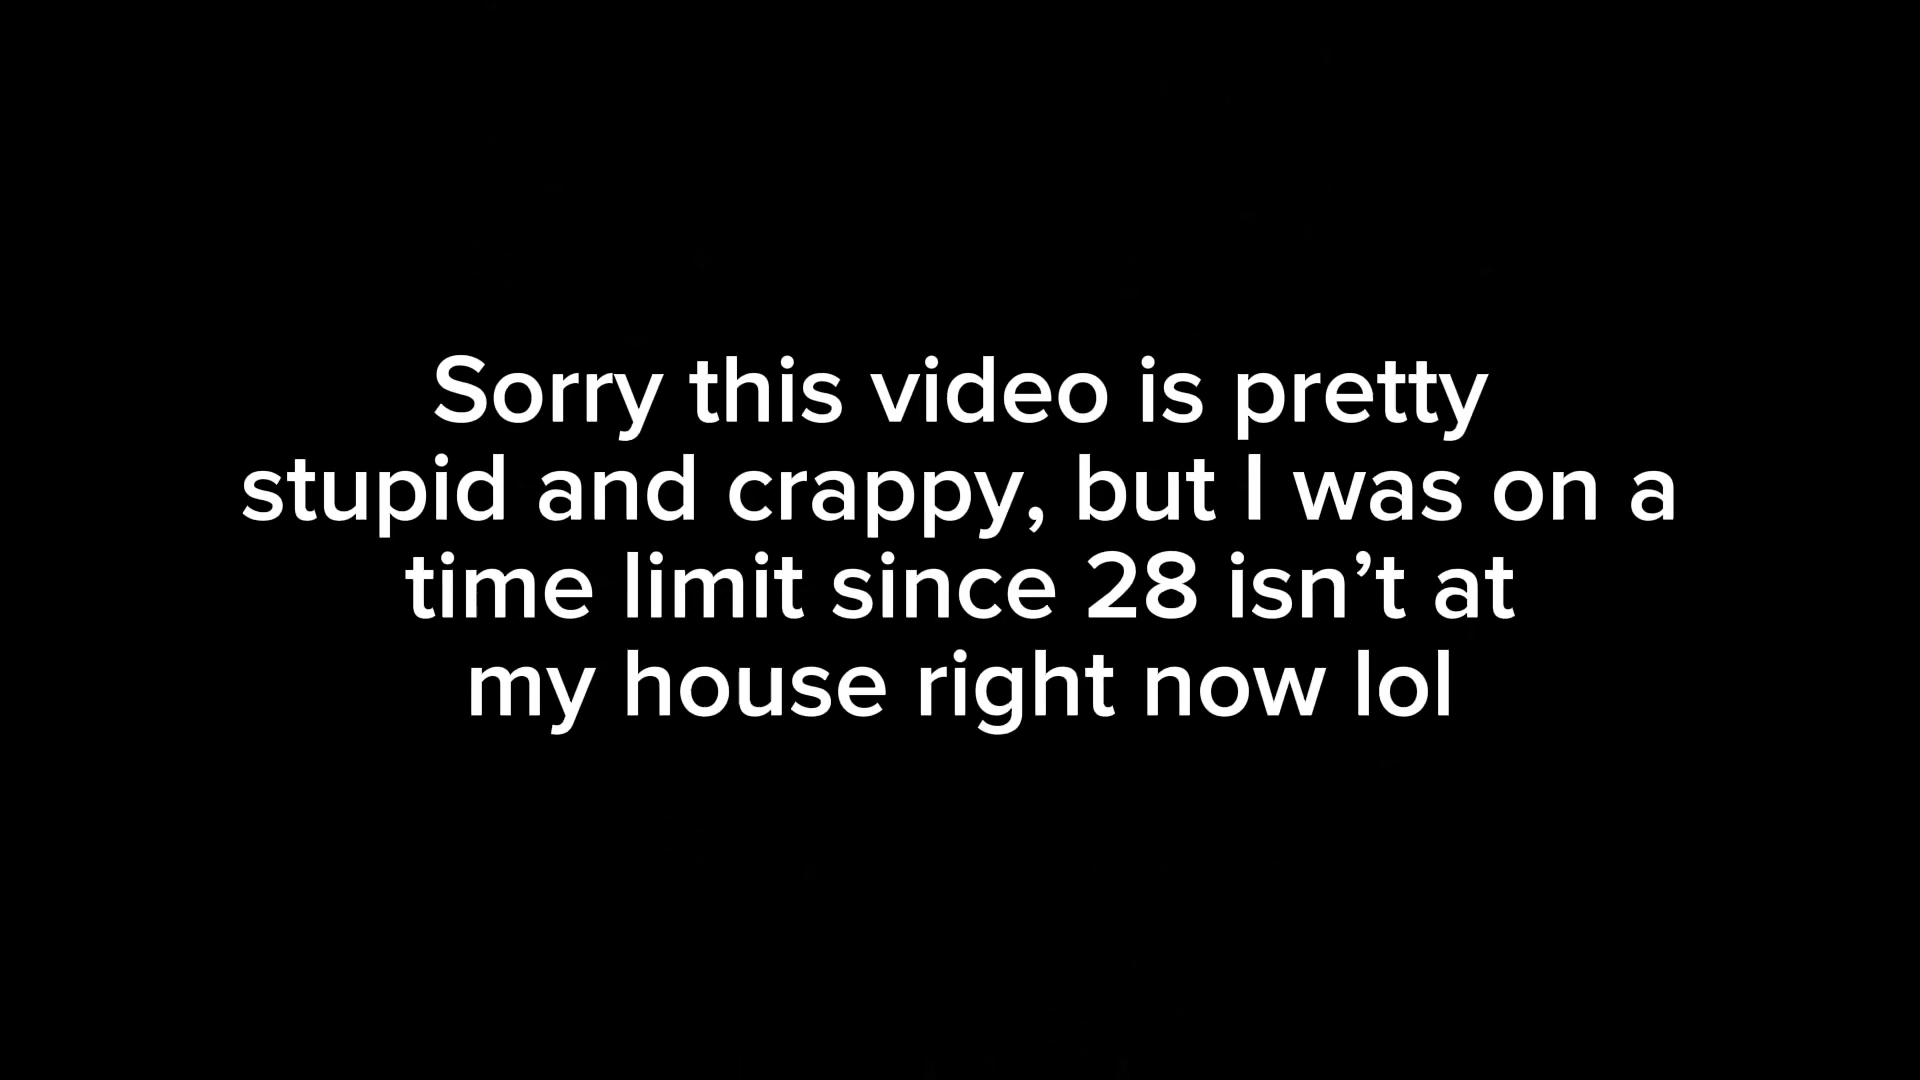 Sorry this video is pretty
stupid and crappy, but I was on a
time limit since 28 isn’t at
my house right now lol